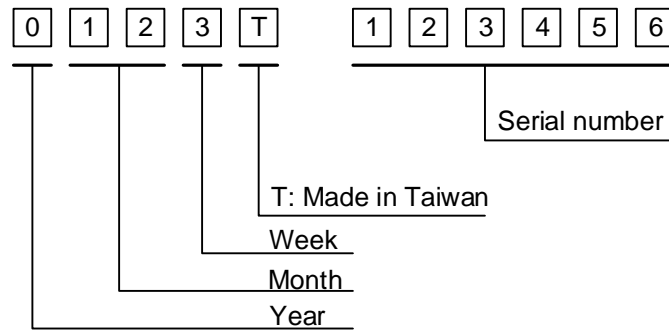 0 1 2 3 T 1 2 3 4 5 6
Serial number
T: Made in Taiwan
Week
Month
Year